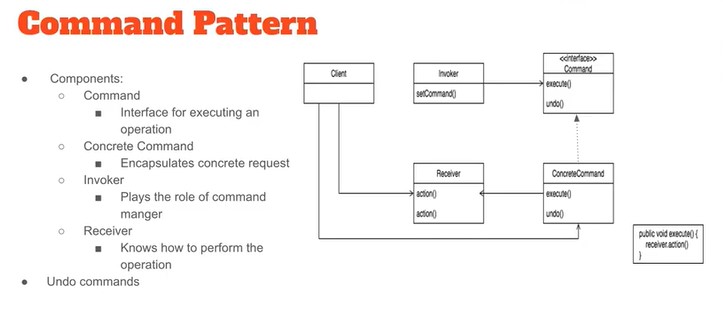 Command Pattern
● Components:
○ Command
■ Interface for executing an
operation
○ Concrete Command
■ Encapsulates concrete request
○ Invoker
■ Plays the role of command
manger
○ Receiver
■ Knows how to perform the
operation
● Undo commands
Client
Invoker
setCommand()
<<interface>>
Command
execute()
undo()
Receiver
action()
action()
ConcreteCommand
execute()
undo()
public void execute() {
receiver.action()
}